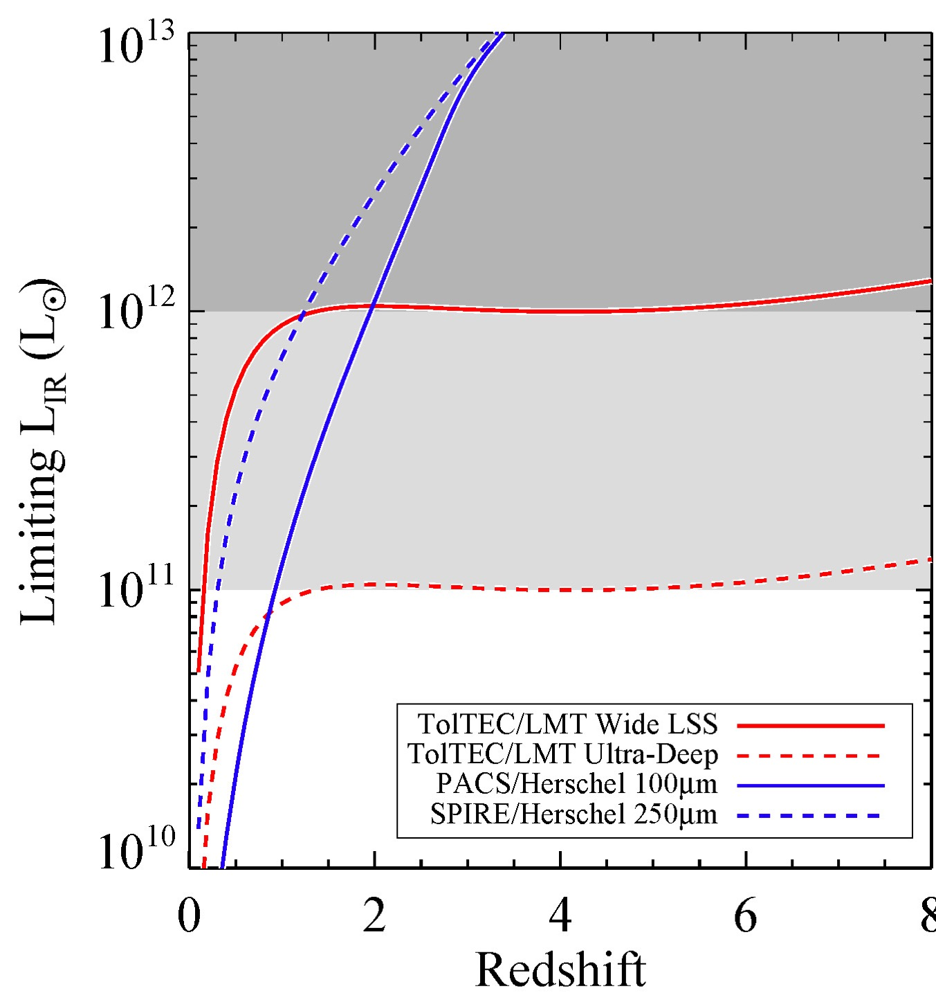 10¹³
10¹²
10¹¹
10¹⁰
Limiting L_IR (L_⊙)
TolTEC/LMT Wide LSS
TolTEC/LMT Ultra-Deep
PACS/Herschel 100μm
SPIRE/Herschel 250μm
0 2 4 6 8
Redshift